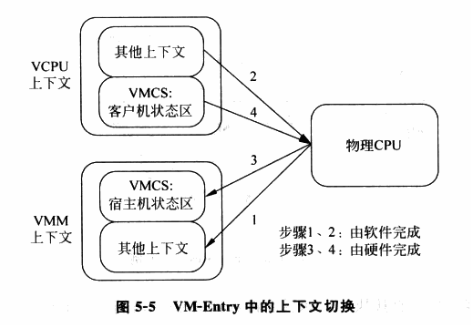 VCPU
上下文
其他上下文
VMCS:
客户机状态区
2
4
物理CPU
VMM
上下文
VMCS:
宿主机状态区
其他上下文
3
1
步骤1、2：由软件完成
步骤3、4：由硬件完成
图 5-5 VM-Entry 中的上下文切换